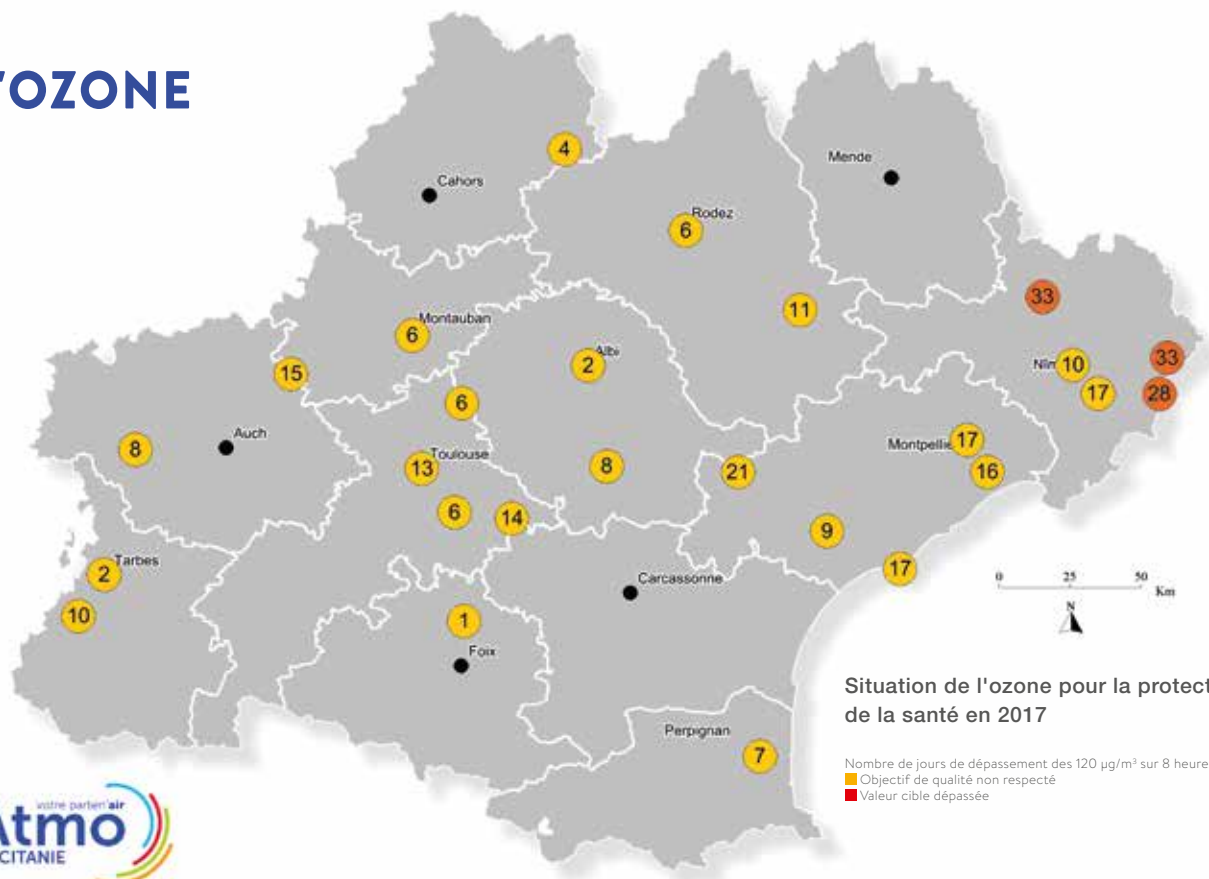 'OZONE
4
Cahors
Mende
Rodez
6
33
11
Montauban
6
Albi
2
15
Nîm
10
33
17
28
6
Auch
8
Toulouse
13
8
Montpellie
17
21
16
6
14
9
Tarbes
2
17
Carcassonne
0 25 50
Km
N
10
1
Foix
Situation de l'ozone pour la protect
de la santé en 2017
Perpignan
7
Nombre de jours de dépassement des 120 µg/m³ sur 8 heure
Objectif de qualité non respecté
Valeur cible dépassée
votre parten'air
Atmo
CITANIE